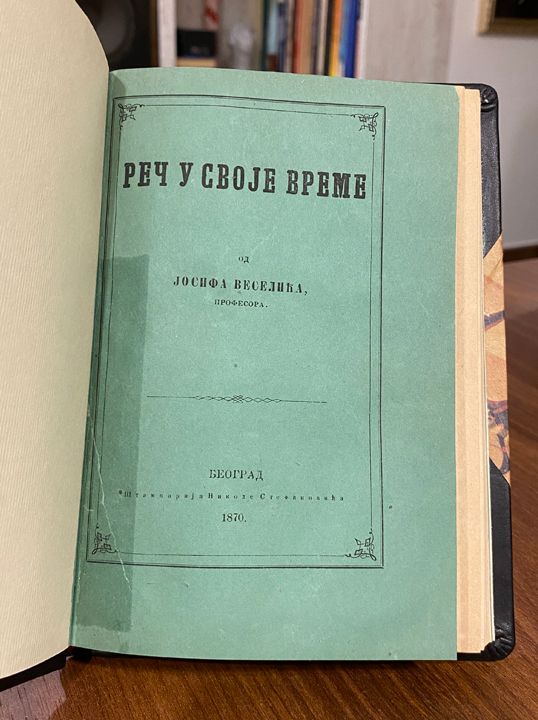 РЕЧ У СВОЈЕ ВРЕМЕ
ОД
ЈОСИФА ВЕСЕЛИЋА,
ПРОФЕСОРА.
БЕОГРАД
Штампарија Николе Стефановића
1870.